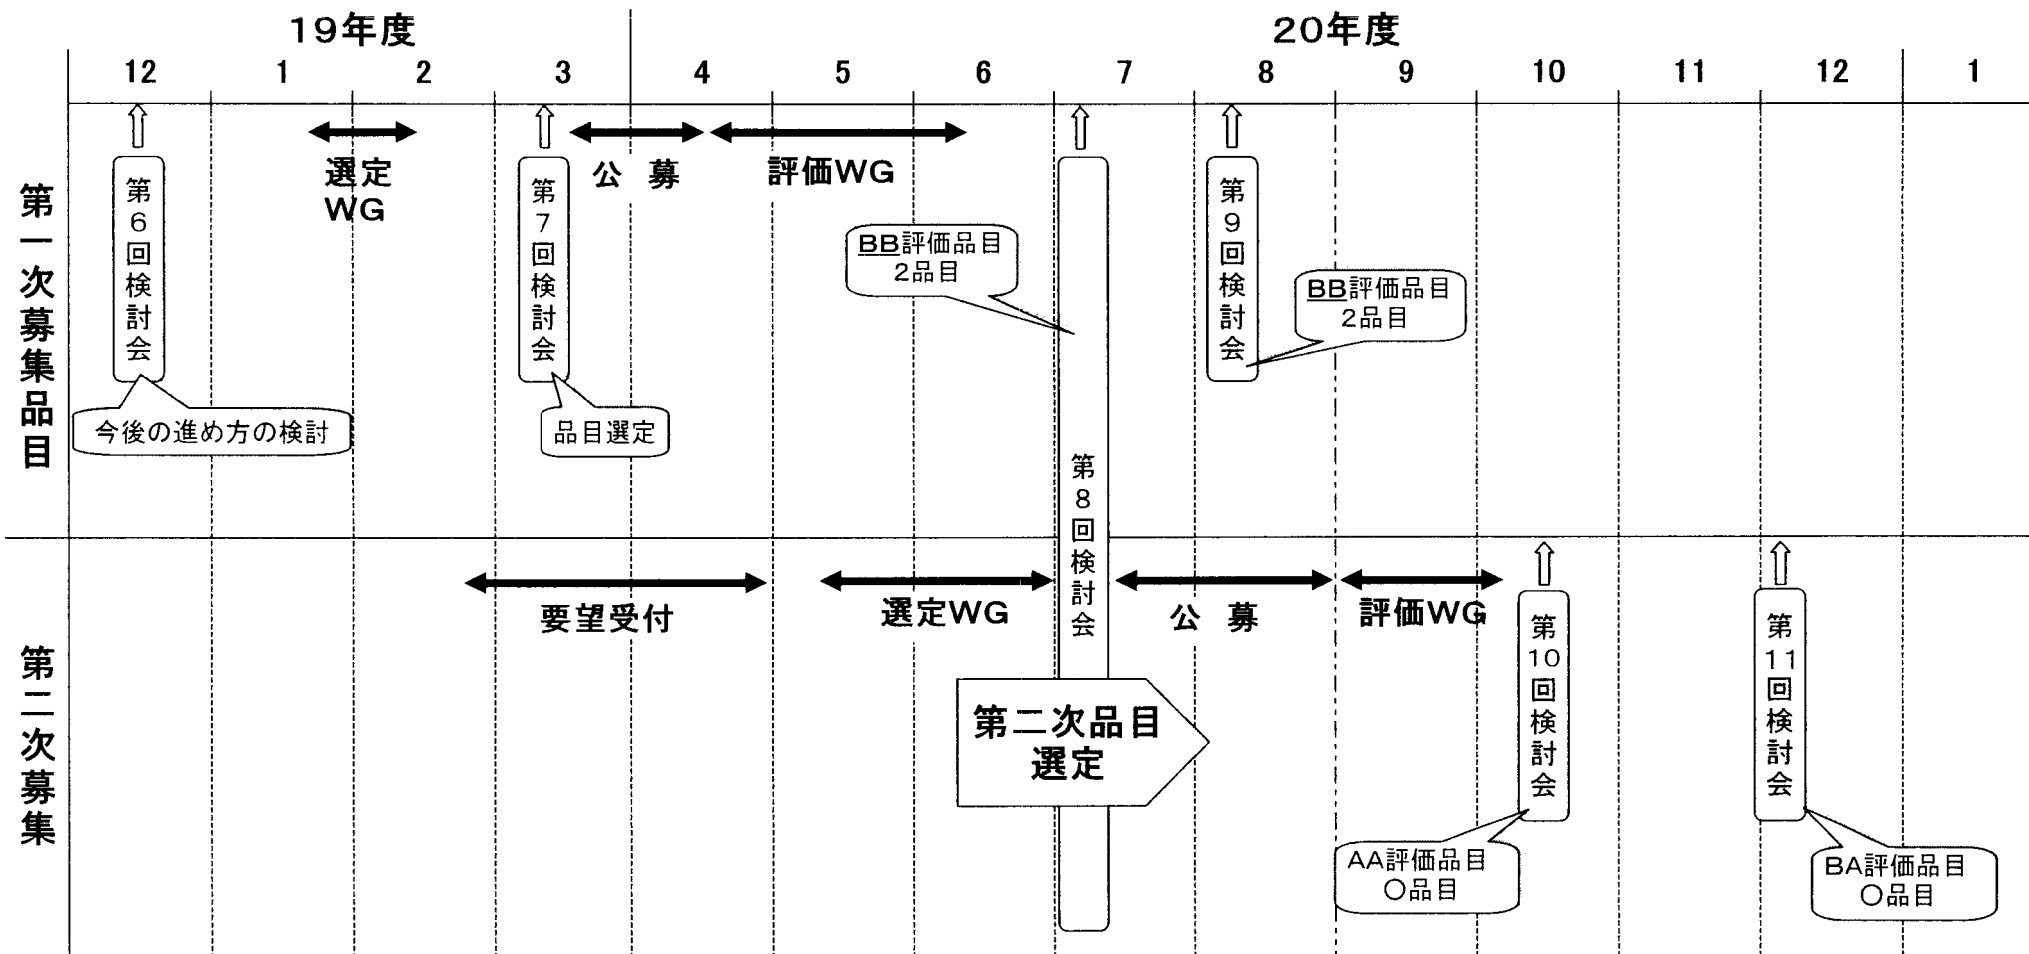 19年度
20年度
12 1 2 3 4 5 6 7 8 9 10 11 12 1
第一次募集品目
第6回検討会
今後の進め方の検討
選定
WG
第7回検討会
品目選定
公 募
評価WG
BB評価品目
2品目
第8回検討会
第9回検討会
BB評価品目
2品目
第二次募集
要望受付
選定WG
第二次品目
選定
公 募
評価WG
第10回検討会
AA評価品目
〇品目
第11回検討会
BA評価品目
〇品目